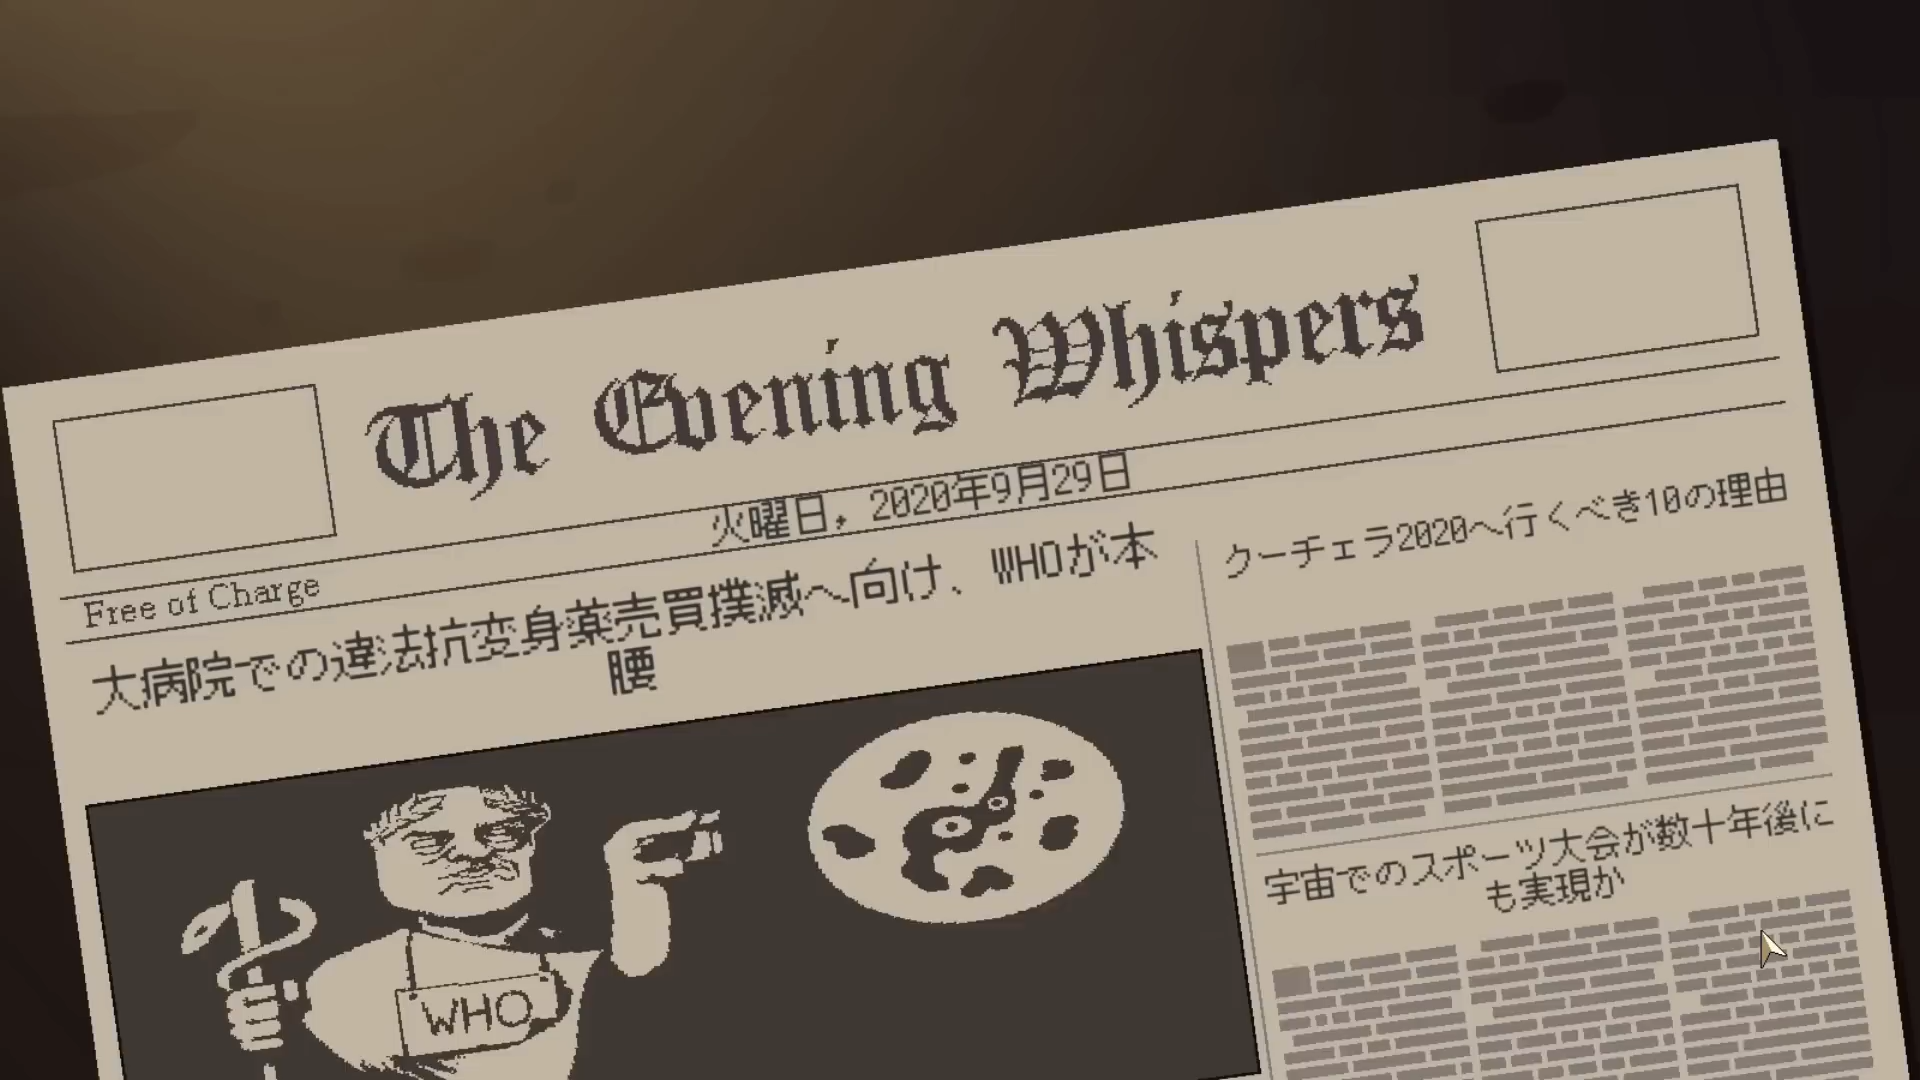 The Evening Whispers
火曜日, 2020年9月29日
Free of Charge
大病院での違法抗変身薬売買撲滅へ向け、WHOが本
腰
WHO
クーチェラ2020へ行くべき10の理由
宇宙でのスポーツ大会が数十年後に
も実現か